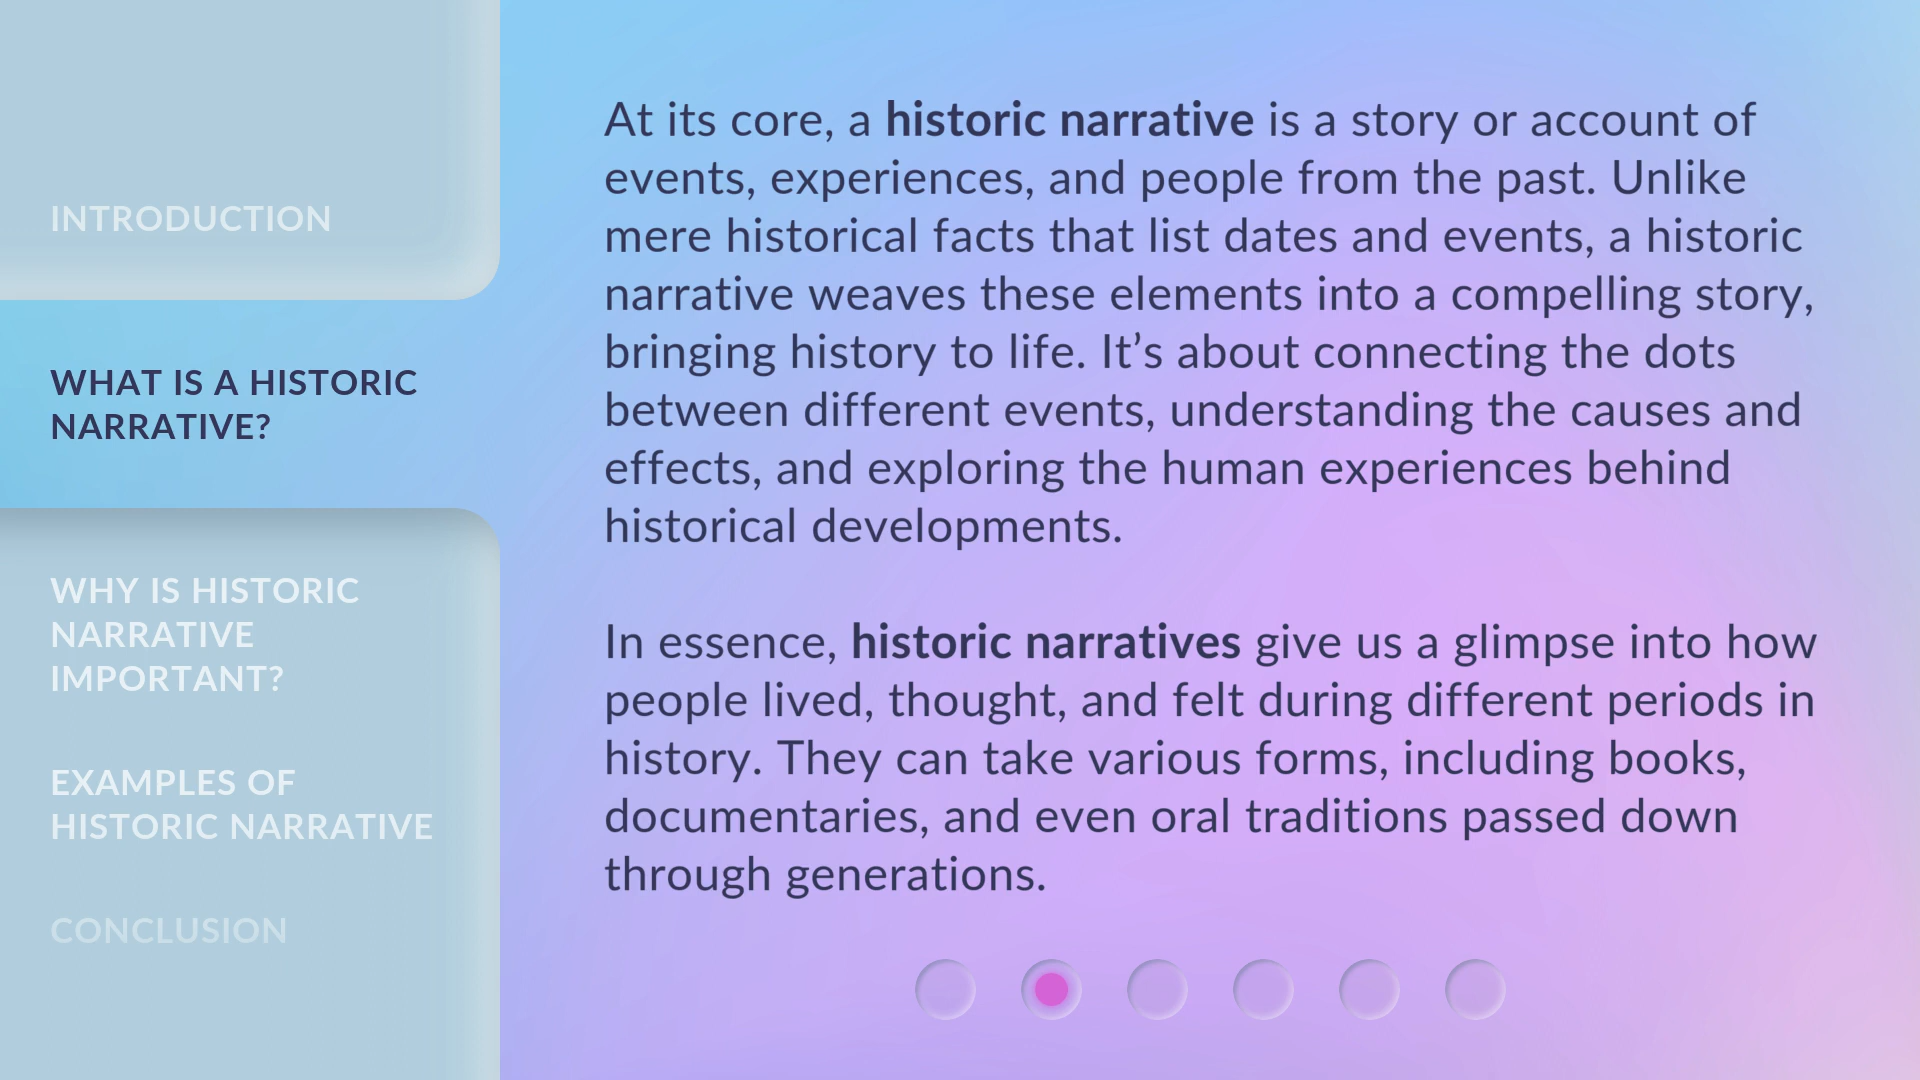 INTRODUCTION
WHAT IS A HISTORIC
NARRATIVE?
WHY IS HISTORIC
NARRATIVE
IMPORTANT?
EXAMPLES OF
HISTORIC NARRATIVE
CONCLUSION
At its core, a historic narrative is a story or account of
events, experiences, and people from the past. Unlike
mere historical facts that list dates and events, a historic
narrative weaves these elements into a compelling story,
bringing history to life. It’s about connecting the dots
between different events, understanding the causes and
effects, and exploring the human experiences behind
historical developments.
In essence, historic narratives give us a glimpse into how
people lived, thought, and felt during different periods in
history. They can take various forms, including books,
documentaries, and even oral traditions passed down
through generations.